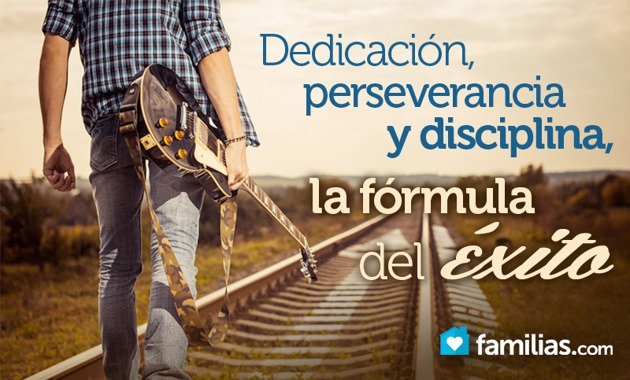 Dedicación,
perseverancia
y disciplina,
la fórmula
del éxito
familias.com